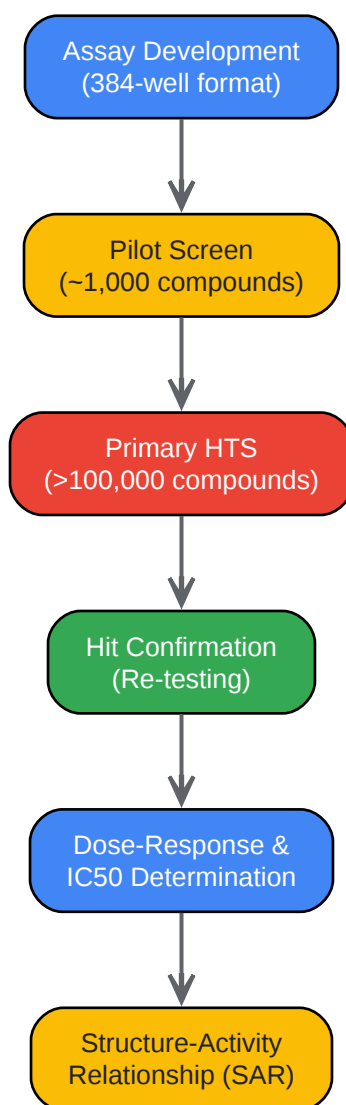 Assay Development
(384-well format)
Pilot Screen
(~1,000 compounds)
Primary HTS
(>100,000 compounds)
Hit Confirmation
(Re-testing)
Dose-Response &
IC50 Determination
Structure-Activity
Relationship (SAR)